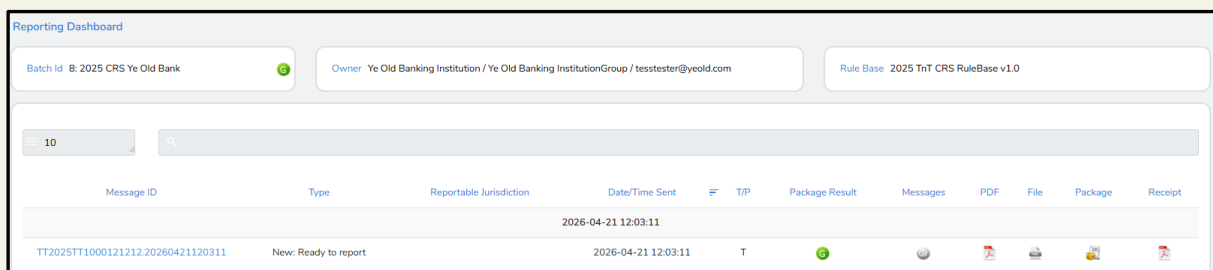 Reporting Dashboard
Batch Id 8: 2025 CRS Ye Old Bank G
Owner Ye Old Banking Institution / Ye Old Banking InstitutionGroup / tesstester@yeold.com
Rule Base 2025 TnT CRS RuleBase v1.0
10
Message ID Type Reportable Jurisdiction Date/Time Sent T/P Package Result Messages PDF File Package Receipt
2026-04-21 12:03:11
TT2025TT1000121212.20260421120311 New: Ready to report 2026-04-21 12:03:11 T G